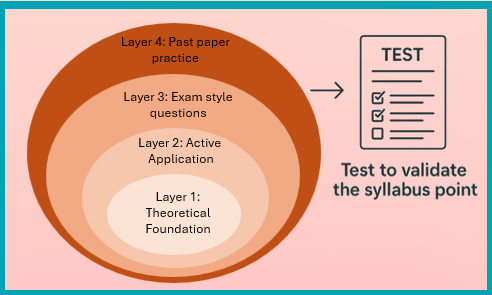 Layer 4: Past paper
practice
Layer 3: Exam style
questions
Layer 2: Active
Application
Layer 1:
Theoretical
Foundation
TEST
Test to validate
the syllabus point